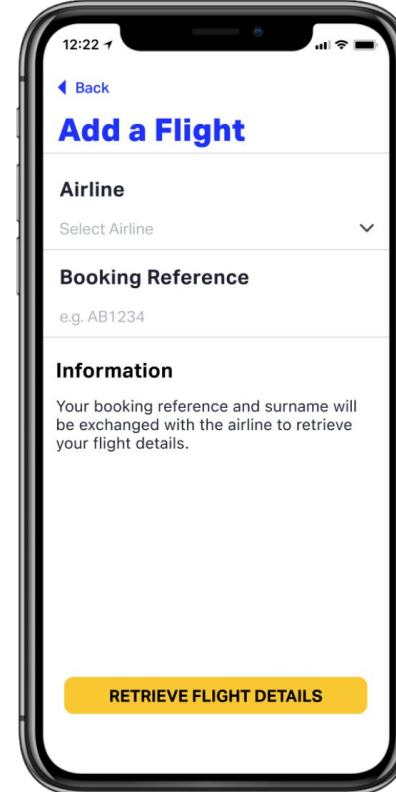 12:22
Back
Add a Flight
Airline
Select Airline
Booking Reference
e.g. AB1234
Information
Your booking reference and surname will
be exchanged with the airline to retrieve
your flight details.
RETRIEVE FLIGHT DETAILS